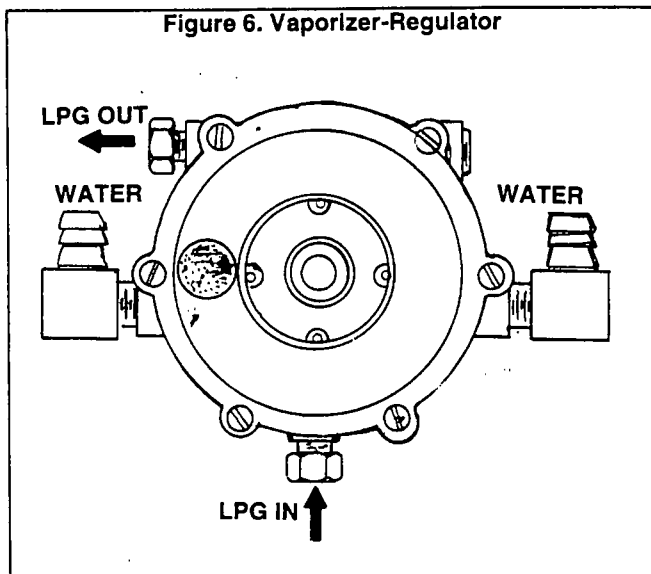 Figure 6. Vaporizer-Regulator
LPG OUT
WATER
WATER
LPG IN